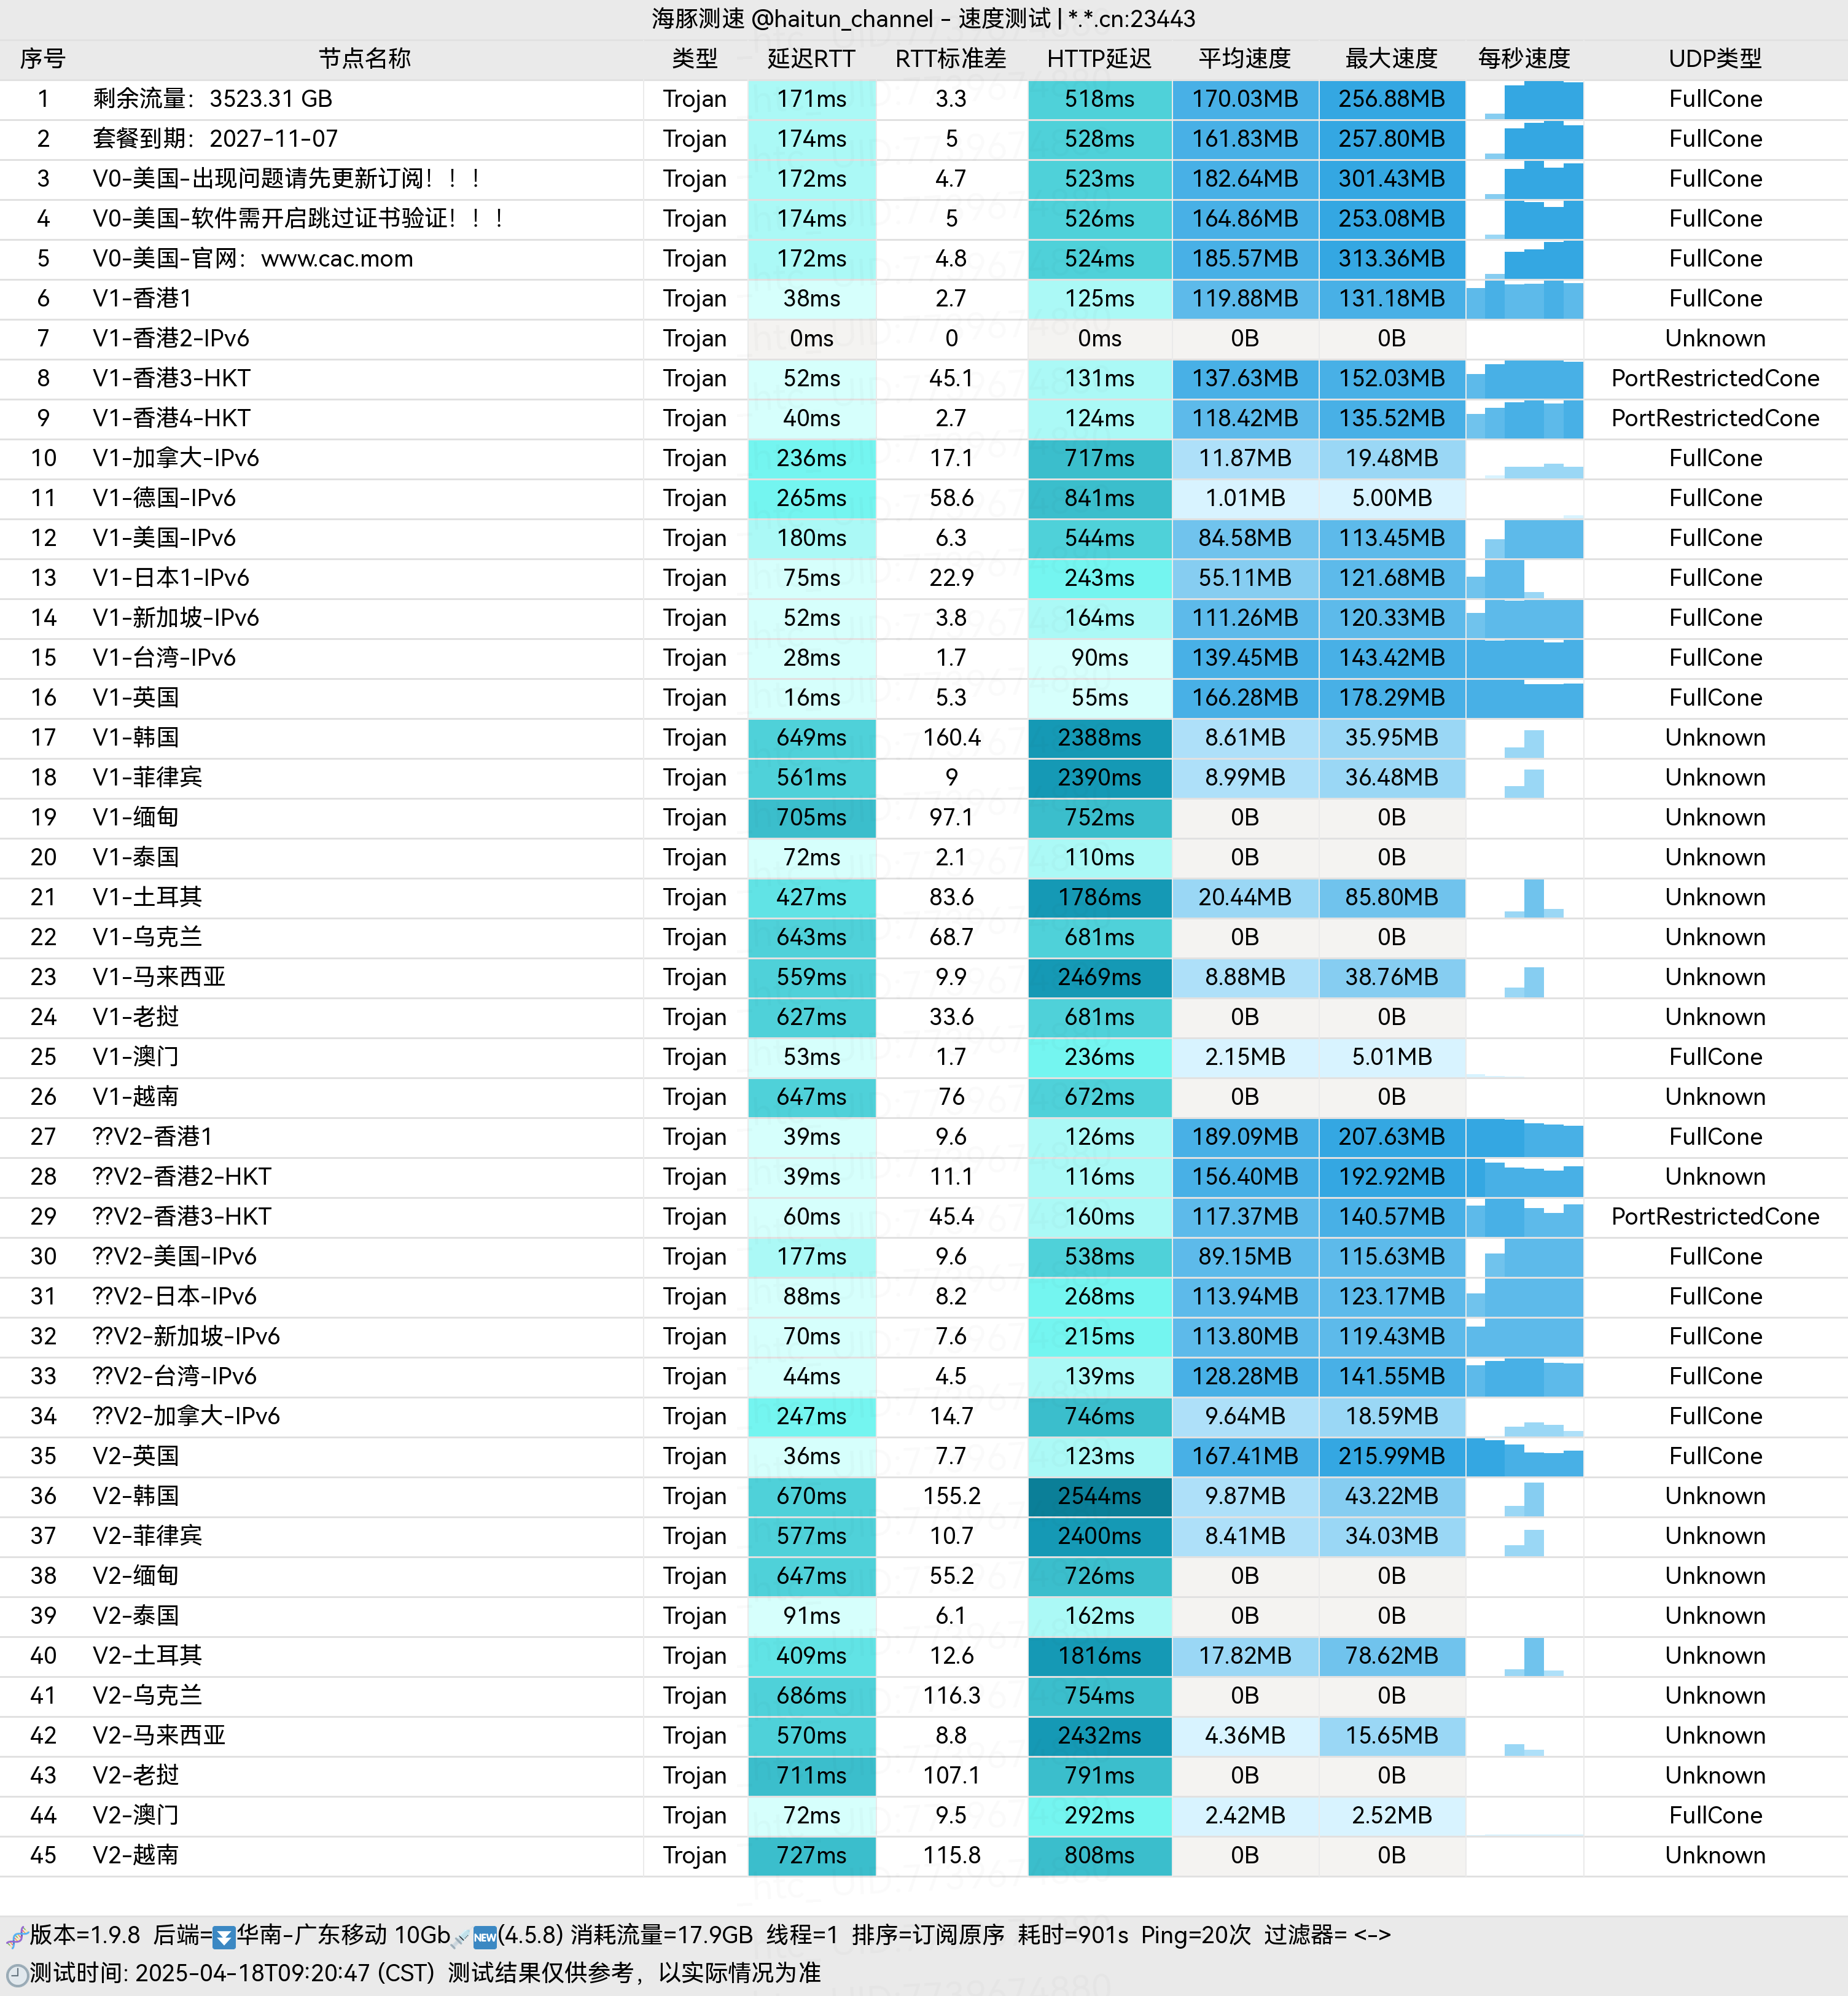 海豚测速 @haitun_channel - 速度测试 | *.*.cn:23443
序号 节点名称 类型 延迟RTT RTT标准差 HTTP延迟 平均速度 最大速度 每秒速度 UDP类型
1 剩余流量：3523.31 GB Trojan 171ms 3.3 518ms 170.03MB 256.88MB FullCone
2 套餐到期：2027-11-07 Trojan 174ms 5 528ms 161.83MB 257.80MB FullCone
3 V0-美国-出现问题请先更新订阅！！！ Trojan 172ms 4.7 523ms 182.64MB 301.43MB FullCone
4 V0-美国-软件需开启跳过证书验证！！！ Trojan 174ms 5 526ms 164.86MB 253.08MB FullCone
5 V0-美国-官网：www.cac.mom Trojan 172ms 4.8 524ms 185.57MB 313.36MB FullCone
6 V1-香港1 Trojan 38ms 2.7 125ms 119.88MB 131.18MB FullCone
7 V1-香港2-IPv6 Trojan 0ms 0 0ms 0B 0B Unknown
8 V1-香港3-HKT Trojan 52ms 45.1 131ms 137.63MB 152.03MB PortRestrictedCone
9 V1-香港4-HKT Trojan 40ms 2.7 124ms 118.42MB 135.52MB PortRestrictedCone
10 V1-加拿大-IPv6 Trojan 236ms 17.1 717ms 11.87MB 19.48MB FullCone
11 V1-德国-IPv6 Trojan 265ms 58.6 841ms 1.01MB 5.00MB FullCone
12 V1-美国-IPv6 Trojan 180ms 6.3 544ms 84.58MB 113.45MB FullCone
13 V1-日本1-IPv6 Trojan 75ms 22.9 243ms 55.11MB 121.68MB FullCone
14 V1-新加坡-IPv6 Trojan 52ms 3.8 164ms 111.26MB 120.33MB FullCone
15 V1-台湾-IPv6 Trojan 28ms 1.7 90ms 139.45MB 143.42MB FullCone
16 V1-英国 Trojan 16ms 5.3 55ms 166.28MB 178.29MB FullCone
17 V1-韩国 Trojan 649ms 160.4 2388ms 8.61MB 35.95MB Unknown
18 V1-菲律宾 Trojan 561ms 9 2390ms 8.99MB 36.48MB Unknown
19 V1-缅甸 Trojan 705ms 97.1 752ms 0B 0B Unknown
20 V1-泰国 Trojan 72ms 2.1 110ms 0B 0B Unknown
21 V1-土耳其 Trojan 427ms 83.6 1786ms 20.44MB 85.80MB Unknown
22 V1-乌克兰 Trojan 643ms 68.7 681ms 0B 0B Unknown
23 V1-马来西亚 Trojan 559ms 9.9 2469ms 8.88MB 38.76MB Unknown
24 V1-老挝 Trojan 627ms 33.6 681ms 0B 0B Unknown
25 V1-澳门 Trojan 53ms 1.7 236ms 2.15MB 5.01MB FullCone
26 V1-越南 Trojan 647ms 76 672ms 0B 0B Unknown
27 ??V2-香港1 Trojan 39ms 9.6 126ms 189.09MB 207.63MB FullCone
28 ??V2-香港2-HKT Trojan 39ms 11.1 116ms 156.40MB 192.92MB Unknown
29 ??V2-香港3-HKT Trojan 60ms 45.4 160ms 117.37MB 140.57MB PortRestrictedCone
30 ??V2-美国-IPv6 Trojan 177ms 9.6 538ms 89.15MB 115.63MB FullCone
31 ??V2-日本-IPv6 Trojan 88ms 8.2 268ms 113.94MB 123.17MB FullCone
32 ??V2-新加坡-IPv6 Trojan 70ms 7.6 215ms 113.80MB 119.43MB FullCone
33 ??V2-台湾-IPv6 Trojan 44ms 4.5 139ms 128.28MB 141.55MB FullCone
34 ??V2-加拿大-IPv6 Trojan 247ms 14.7 746ms 9.64MB 18.59MB FullCone
35 V2-英国 Trojan 36ms 7.7 123ms 167.41MB 215.99MB FullCone
36 V2-韩国 Trojan 670ms 155.2 2544ms 9.87MB 43.22MB Unknown
37 V2-菲律宾 Trojan 577ms 10.7 2400ms 8.41MB 34.03MB Unknown
38 V2-缅甸 Trojan 647ms 55.2 726ms 0B 0B Unknown
39 V2-泰国 Trojan 91ms 6.1 162ms 0B 0B Unknown
40 V2-土耳其 Trojan 409ms 12.6 1816ms 17.82MB 78.62MB Unknown
41 V2-乌克兰 Trojan 686ms 116.3 754ms 0B 0B Unknown
42 V2-马来西亚 Trojan 570ms 8.8 2432ms 4.36MB 15.65MB Unknown
43 V2-老挝 Trojan 711ms 107.1 791ms 0B 0B Unknown
44 V2-澳门 Trojan 72ms 9.5 292ms 2.42MB 2.52MB FullCone
45 V2-越南 Trojan 727ms 115.8 808ms 0B 0B Unknown
🧬版本=1.9.8 后端=⏬华南-广东移动 10Gb💉🆕(4.5.8) 消耗流量=17.9GB 线程=1 排序=订阅原序 耗时=901s Ping=20次 过滤器= <->
🕘测试时间: 2025-04-18T09:20:47 (CST) 测试结果仅供参考，以实际情况为准